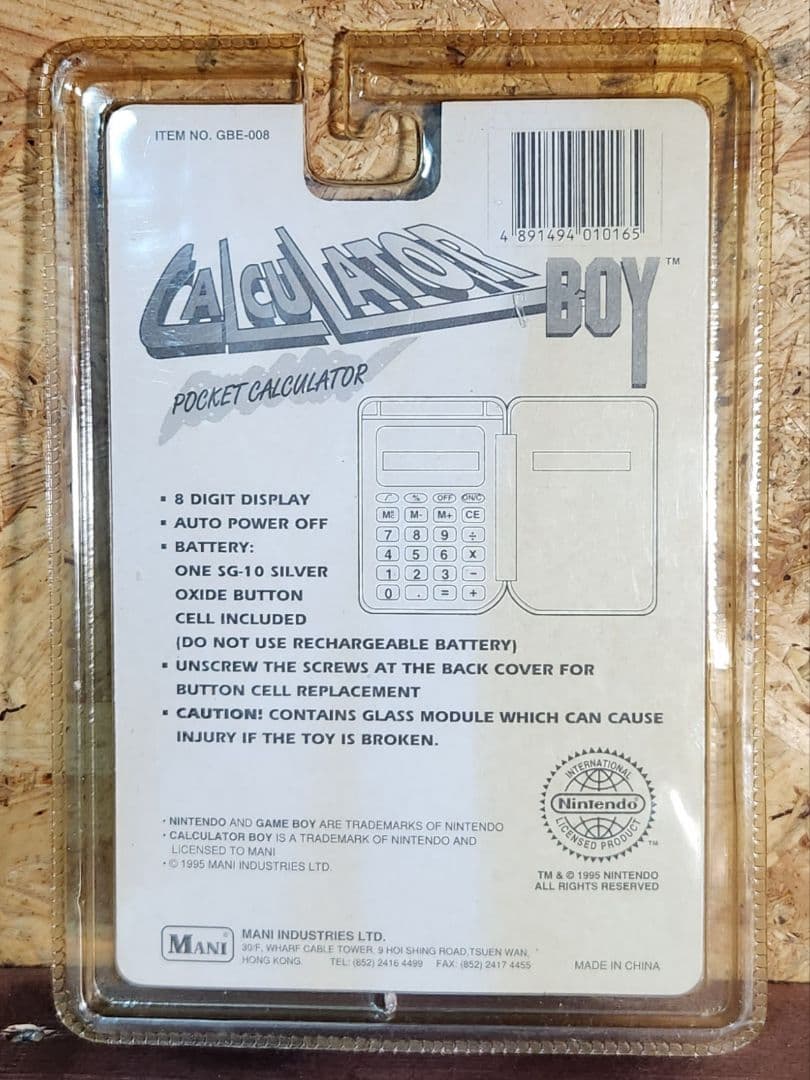 ITEM NO. GBE-008
4 891494 010165
CALCULATOR BOY™
POCKET CALCULATOR
√ % OFF ON/C
M- M+ CE
7 8 9 ÷
4 5 6 X
1 2 3 −
0 . = +
▪ 8 DIGIT DISPLAY
▪ AUTO POWER OFF
▪ BATTERY:
ONE SG-10 SILVER
OXIDE BUTTON
CELL INCLUDED
(DO NOT USE RECHARGEABLE BATTERY)
▪ UNSCREW THE SCREWS AT THE BACK COVER FOR
BUTTON CELL REPLACEMENT
▪ CAUTION! CONTAINS GLASS MODULE WHICH CAN CAUSE
INJURY IF THE TOY IS BROKEN.
INTERNATIONAL
Nintendo®
LICENSED PRODUCT
TM
TM & © 1995 NINTENDO
ALL RIGHTS RESERVED
· NINTENDO AND GAME BOY ARE TRADEMARKS OF NINTENDO
· CALCULATOR BOY IS A TRADEMARK OF NINTENDO AND
LICENSED TO MANI
· © 1995 MANI INDUSTRIES LTD.
MANI®
MANI INDUSTRIES LTD.
30/F, WHARF CABLE TOWER, 9 HOI SHING ROAD,TSUEN WAN,
HONG KONG. TEL: (852) 2416 4499 FAX: (852) 2417 4455
MADE IN CHINA